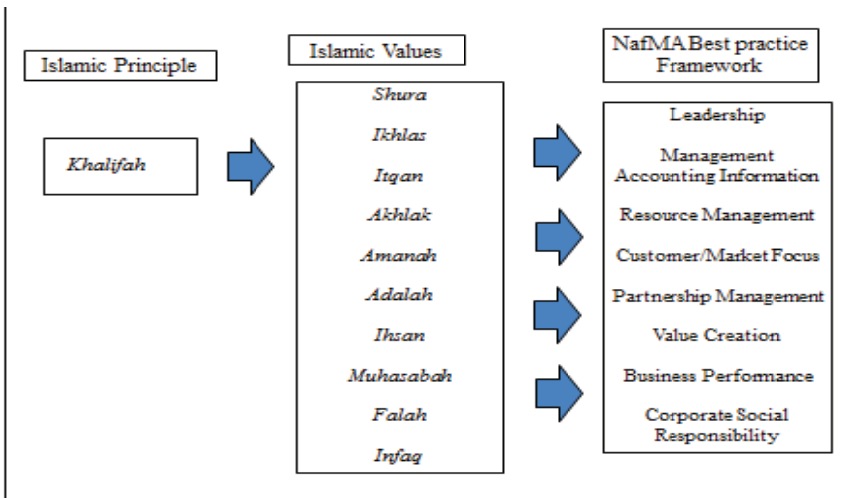 Islamic Principle
Khalifah
Islamic Values
Shura
Ikhlas
Itqan
Akhlak
Amanah
Adalah
Ihsan
Muhasabah
Falah
Infaq
NafMA Best practice
Framework
Leadership
Management
Accounting Information
Resource Management
Customer/Market Focus
Partnership Management
Value Creation
Business Performance
Corporate Social
Responsibility